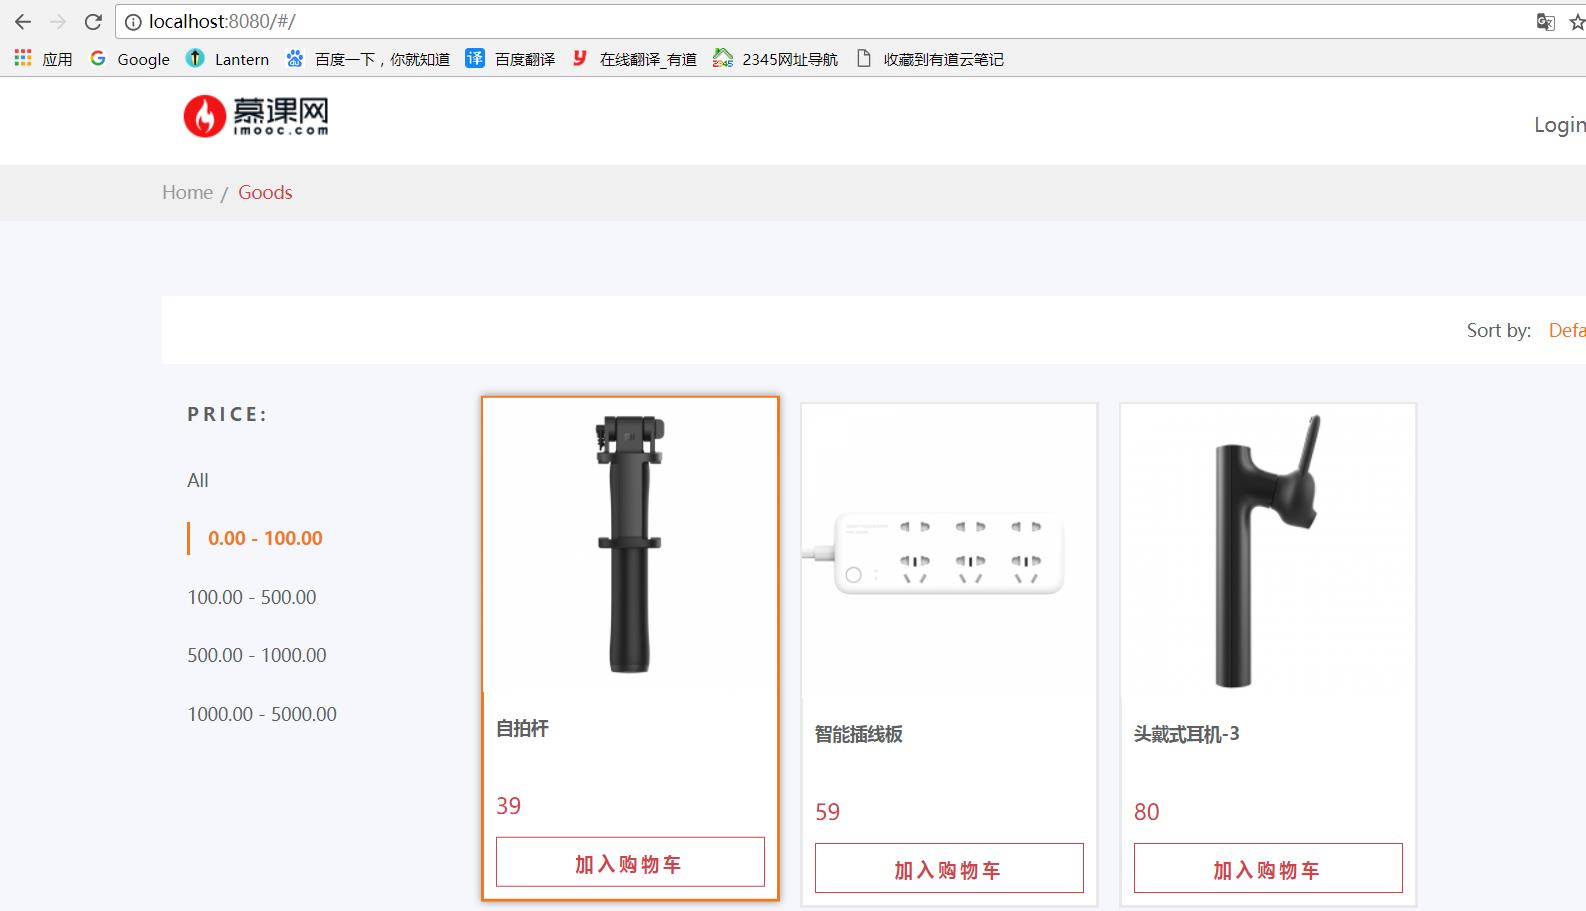 localhost:8080/#/
应用 Google Lantern 百度一下，你就知道 译 百度翻译 y 在线翻译_有道 2345 2345网址导航 收藏到有道云笔记
慕课网
imooc.com
Login
Home / Goods
Sort by: Defa
PRICE:
All
0.00 - 100.00
100.00 - 500.00
500.00 - 1000.00
1000.00 - 5000.00
自拍杆
39
加入购物车
智能插线板
59
加入购物车
头戴式耳机-3
80
加入购物车